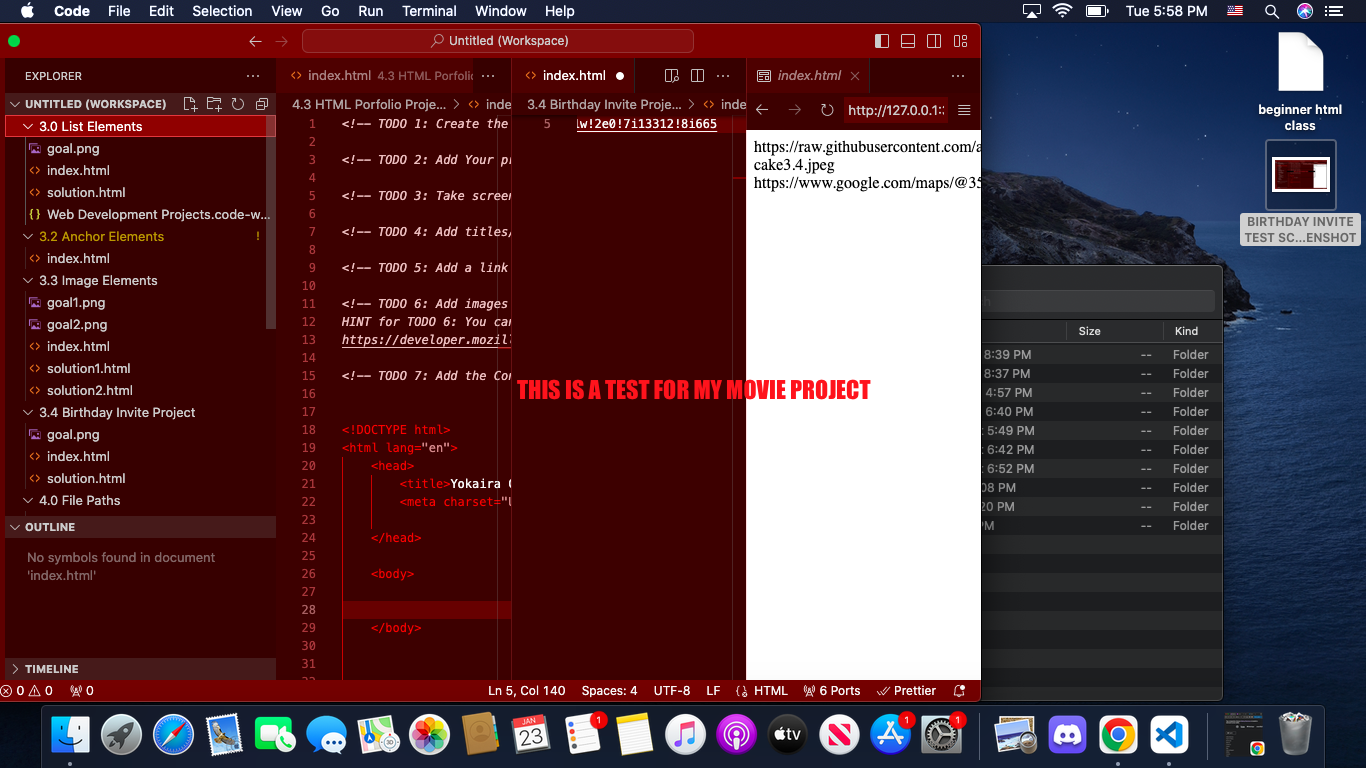 Code File Edit Selection View Go Run Terminal Window Help
Tue 5:58 PM
Untitled (Workspace)
EXPLORER
UNTITLED (WORKSPACE)
3.0 List Elements
goal.png
index.html
solution.html
{} Web Development Projects.code-w...
3.2 Anchor Elements !
index.html
3.3 Image Elements
goal1.png
goal2.png
index.html
solution1.html
solution2.html
3.4 Birthday Invite Project
goal.png
index.html
solution.html
4.0 File Paths
OUTLINE
No symbols found in document
'index.html'
TIMELINE
index.html 4.3 HTML Porfolio
4.3 HTML Porfolio Proje... > <> inde
1 <!-- TODO 1: Create the
2
3 <!-- TODO 2: Add Your p
4
5 <!-- TODO 3: Take screen
6
7 <!-- TODO 4: Add titles/
8
9 <!-- TODO 5: Add a link
10
11 <!-- TODO 6: Add images
12 HINT for TODO 6: You can
13 https://developer.mozill
14
15 <!-- TODO 7: Add the Con
16
17
18 <!DOCTYPE html>
19 <html lang="en">
20 <head>
21 <title>Yokaira
22 <meta charset="U
23
24 </head>
25
26 <body>
27
28
29 </body>
30
31
index.html
3.4 Birthday Invite Proje... > <> inde
5 lw!2e0!7i13312!8i665
index.html
http://127.0.0.1:
https://raw.githubusercontent.com/a
cake3.4.jpeg
https://www.google.com/maps/@35
THIS IS A TEST FOR MY MOVIE PROJECT
0 0 0
Ln 5, Col 140 Spaces: 4 UTF-8 LF HTML 6 Ports Prettier
beginner html
class
BIRTHDAY INVITE
TEST SC...ENSHOT
Size Kind
8:39 PM -- Folder
8:37 PM -- Folder
4:57 PM -- Folder
6:40 PM -- Folder
5:49 PM -- Folder
6:42 PM -- Folder
6:52 PM -- Folder
08 PM -- Folder
20 PM -- Folder
PM -- Folder
JAN
23
1
3D
tv
1
1